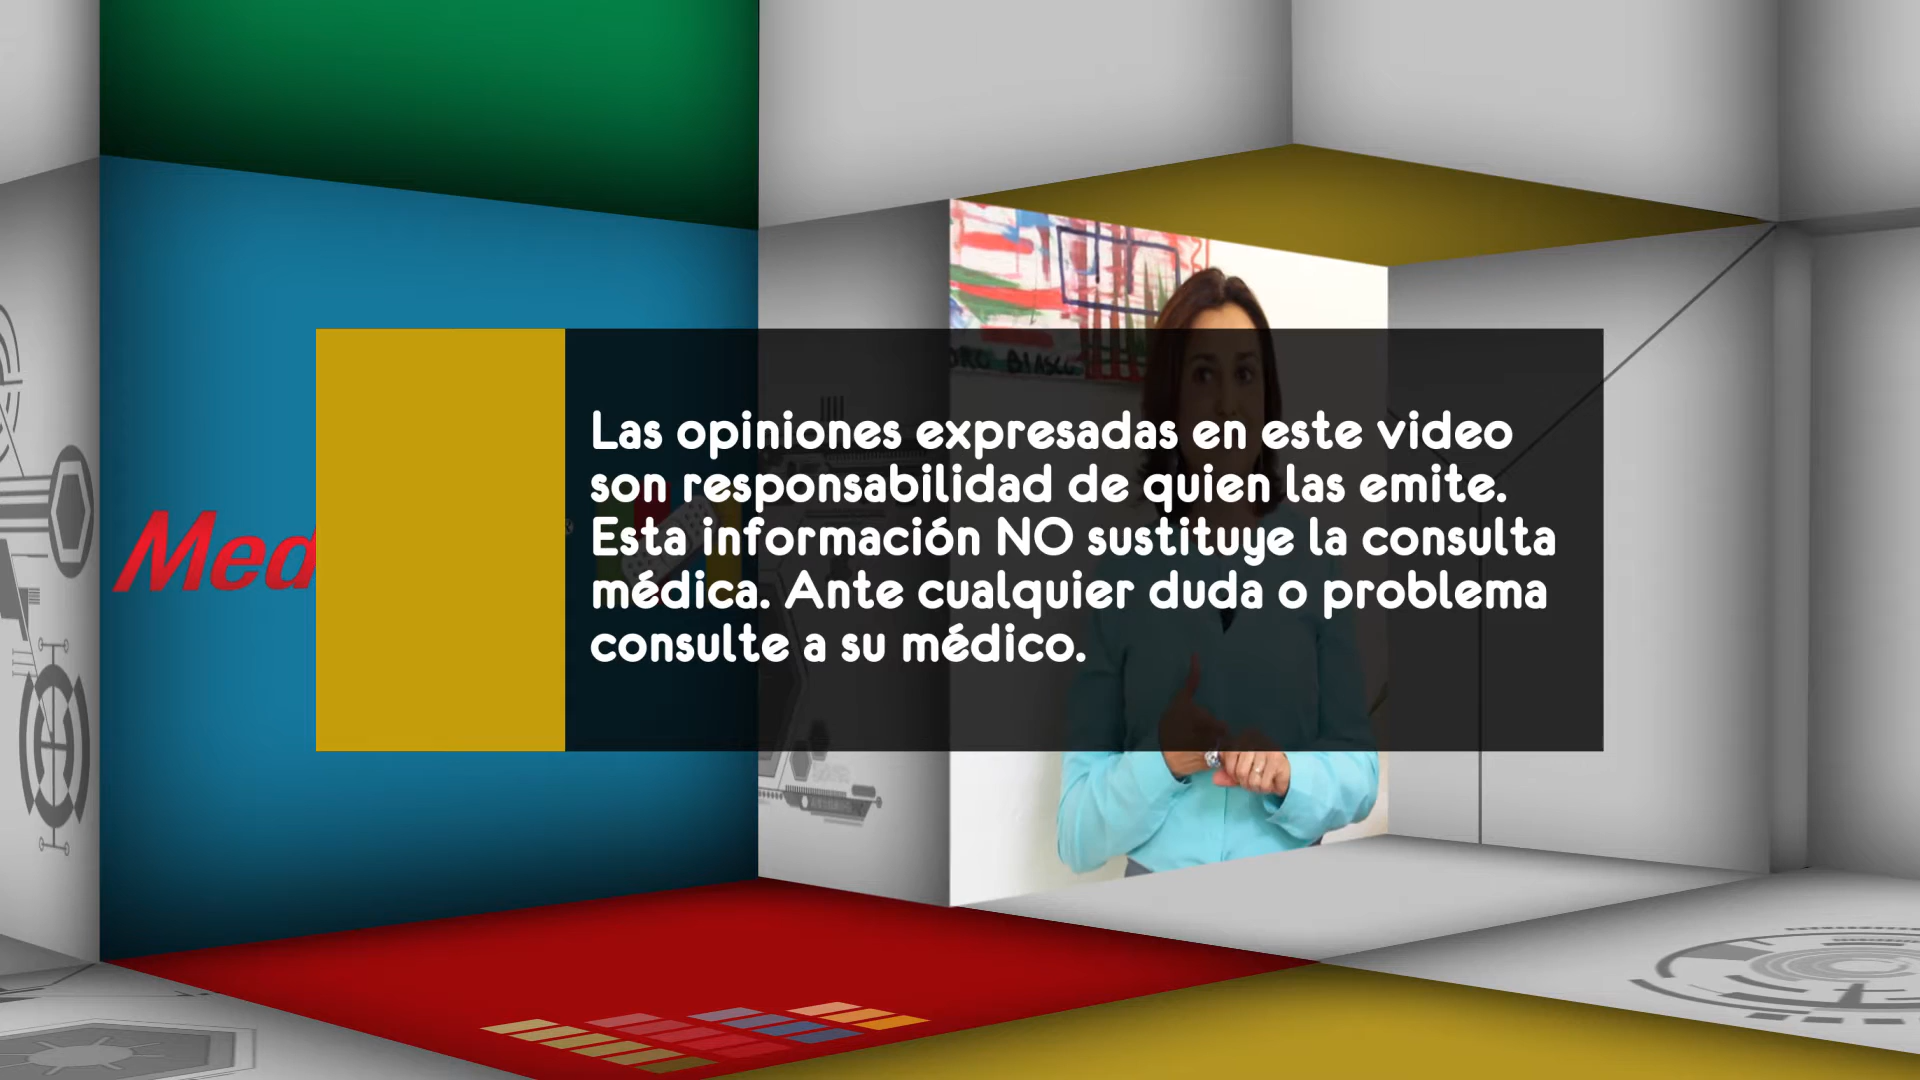 Las opiniones expresadas en este video
son responsabilidad de quien las emite.
Esta información NO sustituye la consulta
médica. Ante cualquier duda o problema
consulte a su médico.
Med